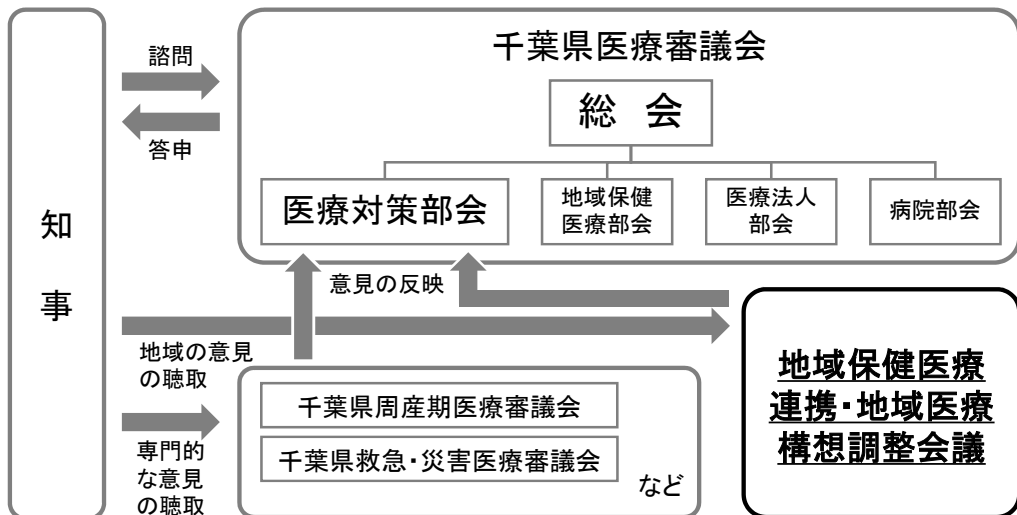 諮問
答申
知
事
千葉県医療審議会
総 会
医療対策部会
地域保健
医療部会
医療法人
部会
病院部会
意見の反映
地域の意見
の聴取
地域保健医療
連携・地域医療
構想調整会議
千葉県周産期医療審議会
千葉県救急・災害医療審議会
など
専門的
な意見
の聴取